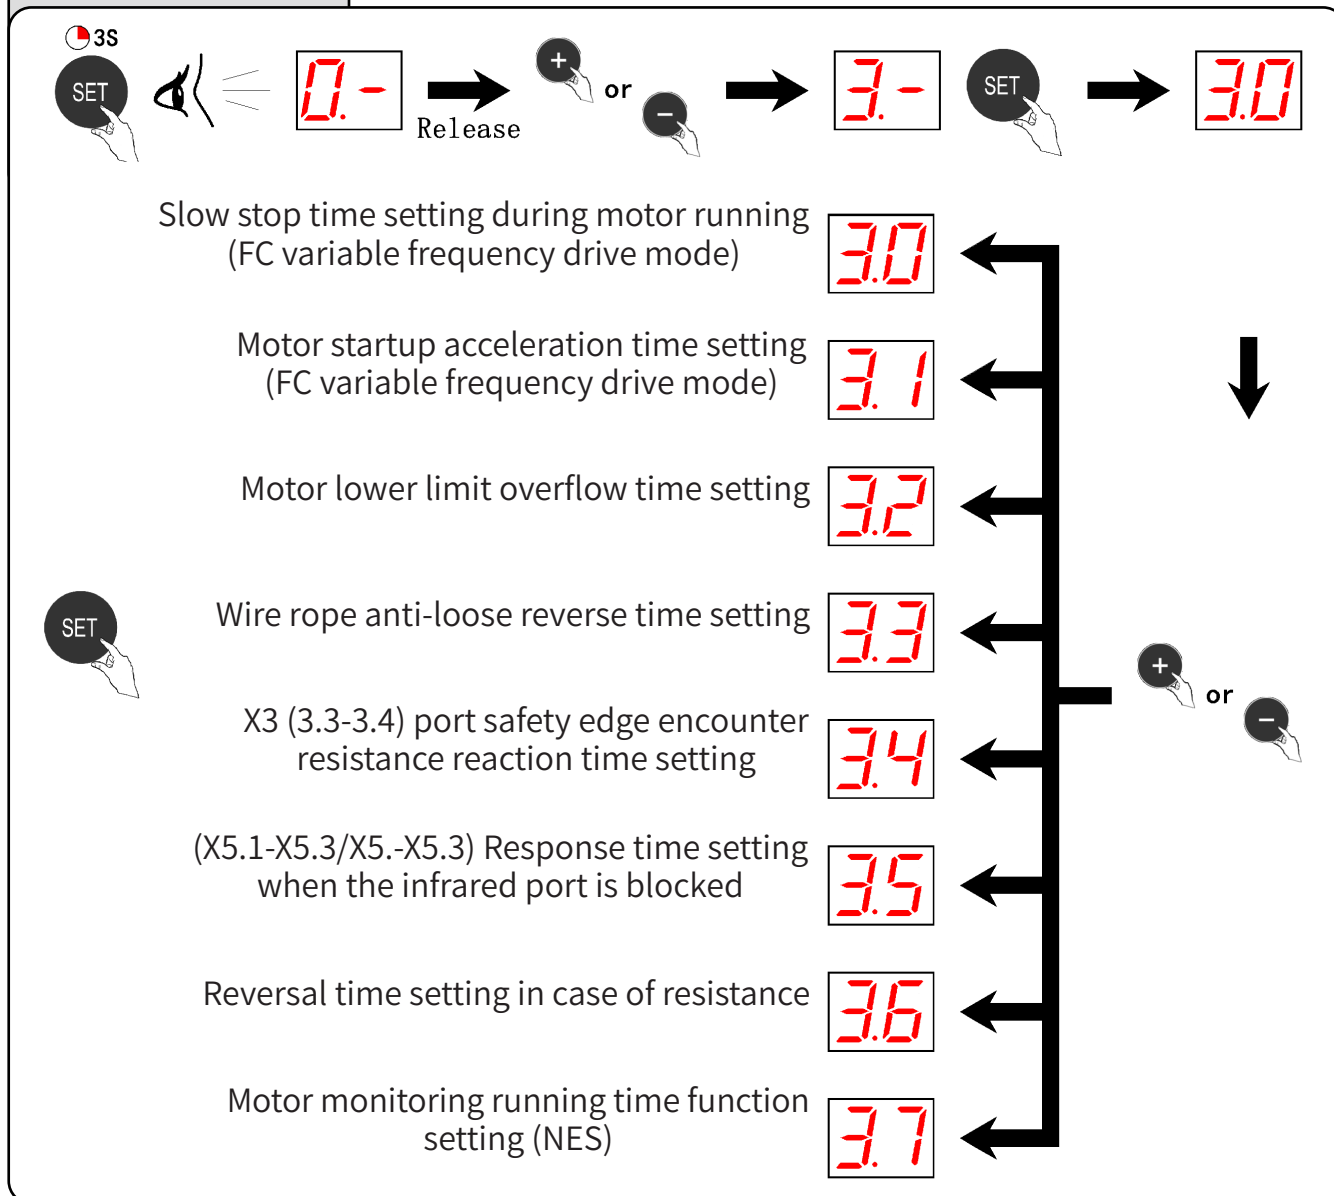 3S
SET
0.-
Release
+
or
-
3.-
SET
3.0
Slow stop time setting during motor running
(FC variable frequency drive mode)
3.0
Motor startup acceleration time setting
(FC variable frequency drive mode)
3.1
Motor lower limit overflow time setting
3.2
Wire rope anti-loose reverse time setting
3.3
SET
+
or
-
X3 (3.3-3.4) port safety edge encounter
resistance reaction time setting
3.4
(X5.1-X5.3/X5.-X5.3) Response time setting
when the infrared port is blocked
3.5
Reversal time setting in case of resistance
3.6
Motor monitoring running time function
setting (NES)
3.7